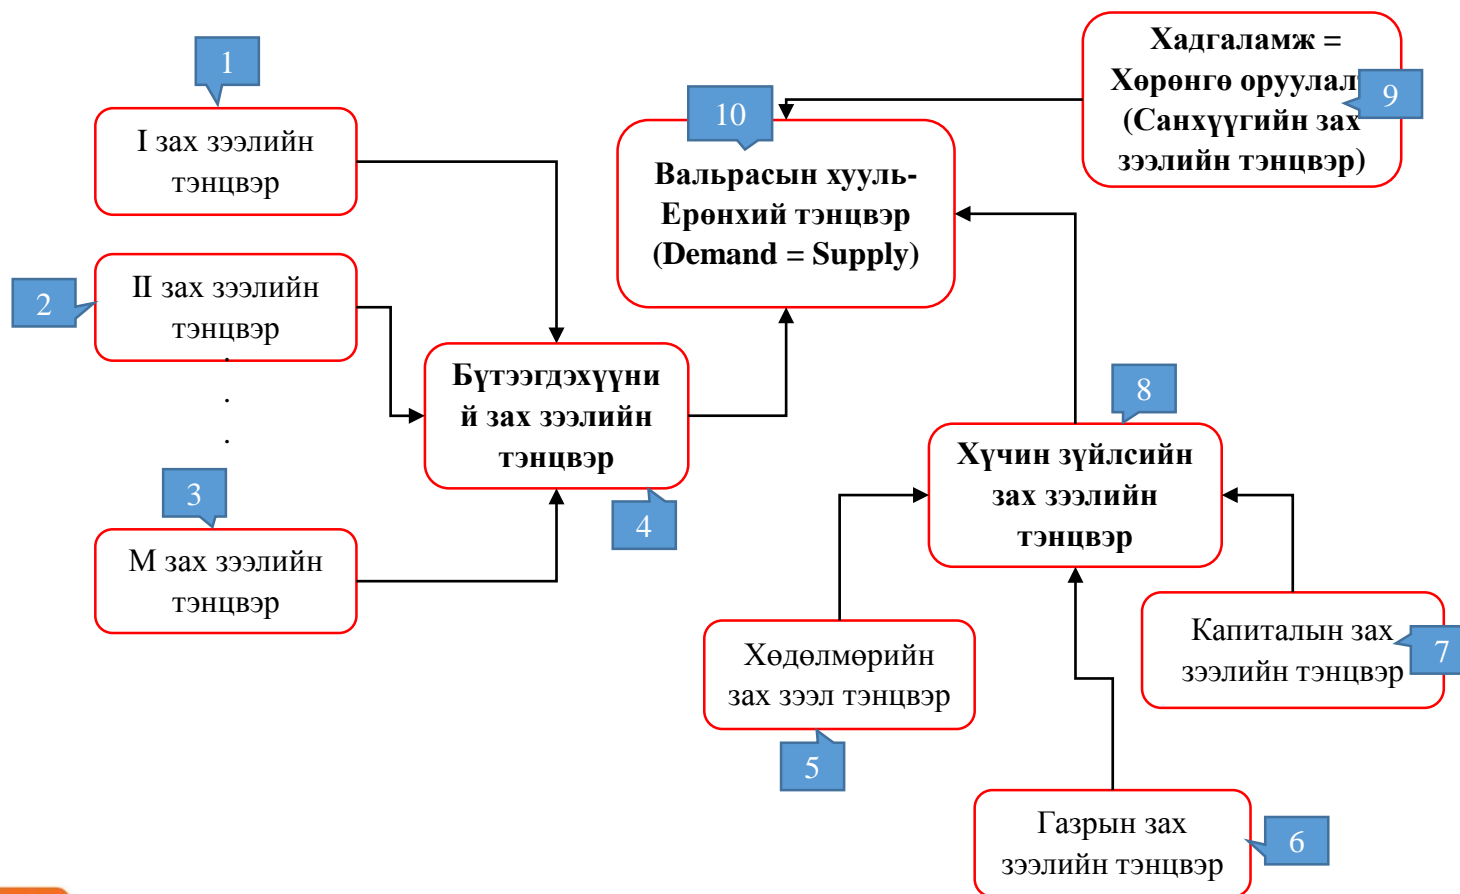 1
I зах зээлийн
тэнцвэр
2
II зах зээлийн
тэнцвэр
.
.
.
3
М зах зээлийн
тэнцвэр
Бүтээгдэхүүни
й зах зээлийн
тэнцвэр
4
10
Вальрасын хууль-
Ерөнхий тэнцвэр
(Demand = Supply)
Хадгаламж =
Хөрөнгө оруулал
(Санхүүгийн зах
зээлийн тэнцвэр)
9
8
Хүчин зүйлсийн
зах зээлийн
тэнцвэр
Хөдөлмөрийн
зах зээл тэнцвэр
5
Капиталын зах
зээлийн тэнцвэр
7
Газрын зах
зээлийн тэнцвэр
6